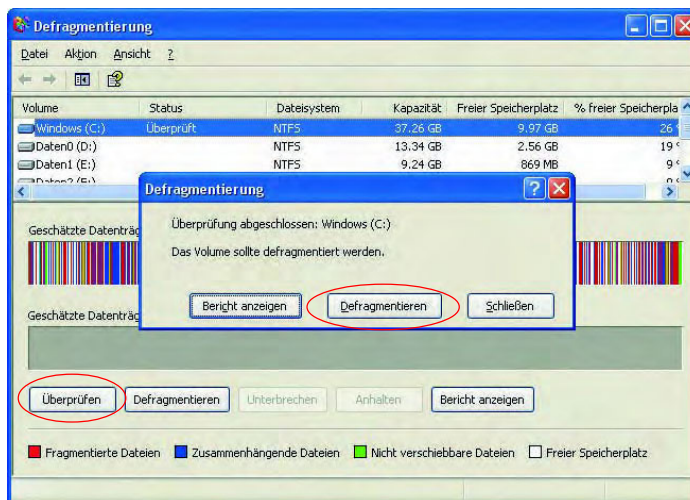 Defragmentierung
Datei Aktion Ansicht ?
Volume Status Dateisystem Kapazität Freier Speicherplatz % freier Speicherpla
Windows (C:) Überprüft NTFS 37.26 GB 9.97 GB 26
Daten0 (D:) NTFS 13.34 GB 2.56 GB 19
Daten1 (E:) NTFS 9.24 GB 869 MB 9
Defragmentierung
Überprüfung abgeschlossen: Windows (C:)
Das Volume sollte defragmentiert werden.
Bericht anzeigen Defragmentieren Schließen
Geschätzte Datenträg
Geschätzte Datenträg
Überprüfen Defragmentieren Unterbrechen Anhalten Bericht anzeigen
Fragmentierte Dateien Zusammenhängende Dateien Nicht verschiebbare Dateien Freier Speicherplatz